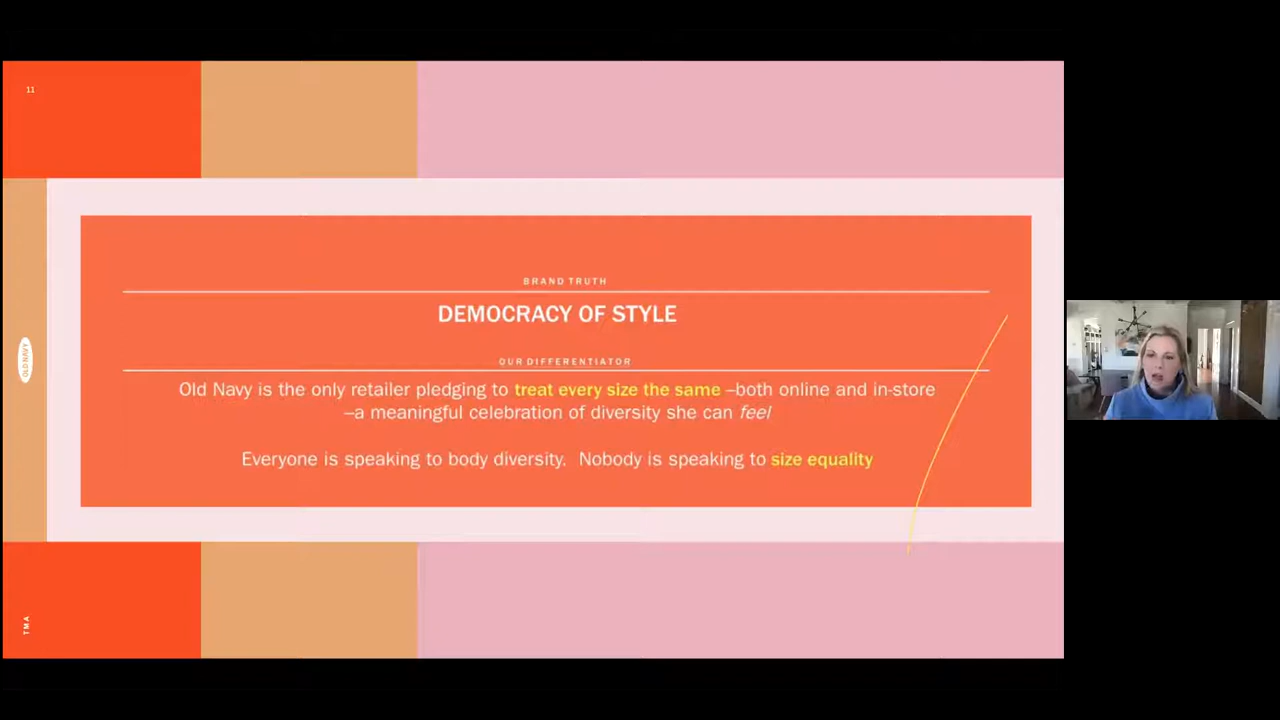 11
BRAND TRUTH
DEMOCRACY OF STYLE
OUR DIFFERENTIATOR
Old Navy is the only retailer pledging to treat every size the same –both online and in-store
–a meaningful celebration of diversity she can feel
Everyone is speaking to body diversity. Nobody is speaking to size equality
OLD NAVY
TMA